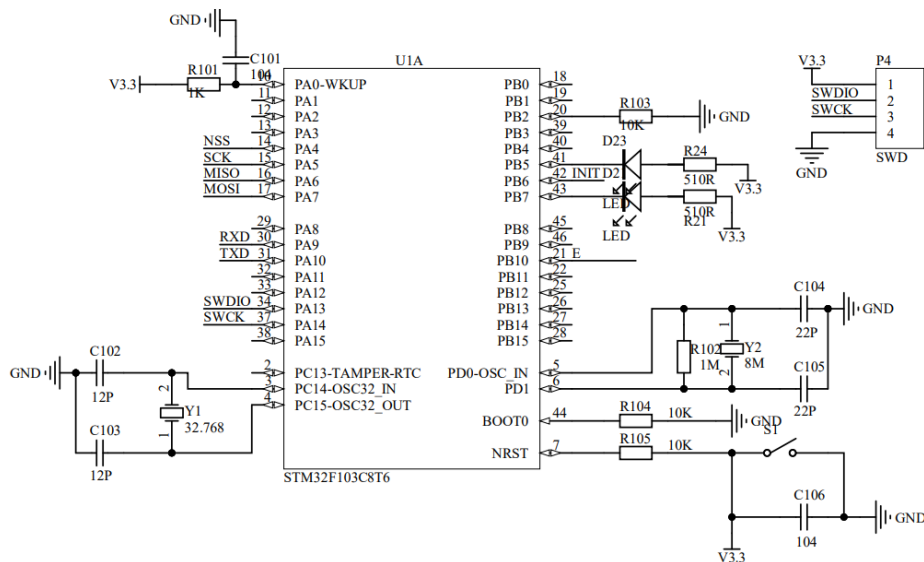 GND
C101
104
U1A
V3.3
R101
1K
10
PA0-WKUP
11
PA1
12
PA2
13
PA3
NSS
14
PA4
SCK
15
PA5
MISO
16
PA6
MOSI
17
PA7
29
PA8
RXD
30
PA9
TXD
31
PA10
32
PA11
33
PA12
SWDIO
34
PA13
SWCK
37
PA14
38
PA15
2
PC13-TAMPER-RTC
3
PC14-OSC32_IN
4
PC15-OSC32_OUT
GND
C102
12P
2
Y1
32.768
1
C103
12P
STM32F103C8T6
PB0
18
PB1
19
PB2
20
R103
10K
GND
PB3
39
PB4
40
PB5
41
D23
R24
510R
V3.3
PB6
42
INIT
D2
LED
PB7
43
510R
R21
LED
V3.3
PB8
45
PB9
46
PB10
21
E
PB11
22
PB12
25
PB13
26
PB14
27
PB15
28
PD0-OSC_IN
5
PD1
6
R102
1M
1
Y2
8M
2
C104
22P
C105
22P
GND
BOOT0
44
R104
10K
GND
NRST
7
R105
10K
S1
C106
104
GND
V3.3
V3.3
P4
1
SWDIO
2
SWCK
3
4
GND
SWD